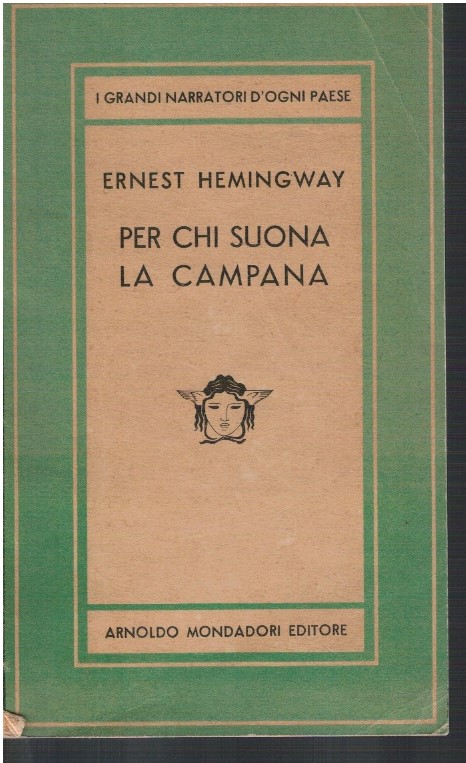 I GRANDI NARRATORI D'OGNI PAESE
ERNEST HEMINGWAY
PER CHI SUONA
LA CAMPANA
ARNOLDO MONDADORI EDITORE